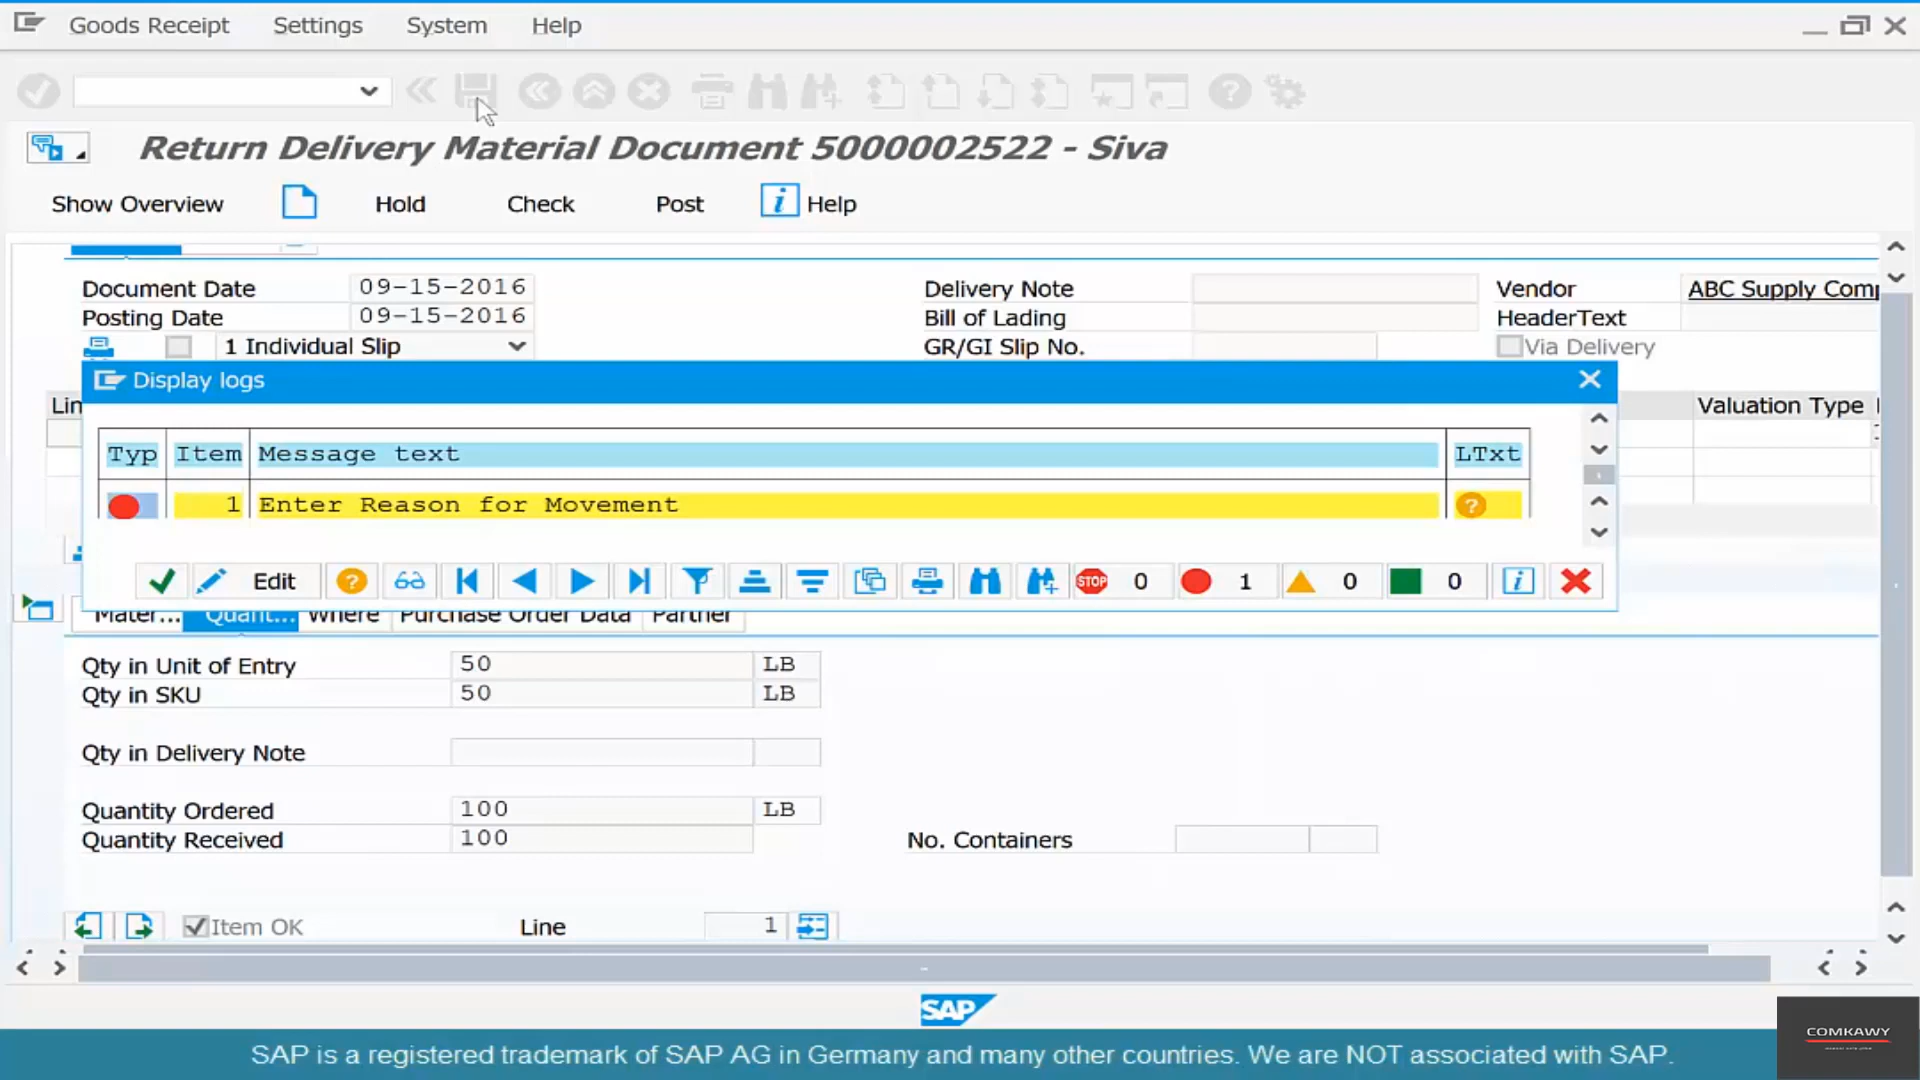 Goods Receipt Settings System Help
Return Delivery Material Document 5000002522 - Siva
Show Overview Hold Check Post i Help
Document Date 09-15-2016 Delivery Note Vendor ABC Supply Comp
Posting Date 09-15-2016 Bill of Lading HeaderText
1 Individual Slip GR/GI Slip No. Via Delivery
Display logs
Lin Valuation Type
Typ Item Message text LTxt
1 Enter Reason for Movement ?
Edit ? STOP 0 1 0 0 i
Mater... Quant... Where Purchase Order Data Partner
Qty in Unit of Entry 50 LB
Qty in SKU 50 LB
Qty in Delivery Note
Quantity Ordered 100 LB
Quantity Received 100 No. Containers
Item OK Line 1
SAP
COMKAWY
SAP is a registered trademark of SAP AG in Germany and many other countries. We are NOT associated with SAP.